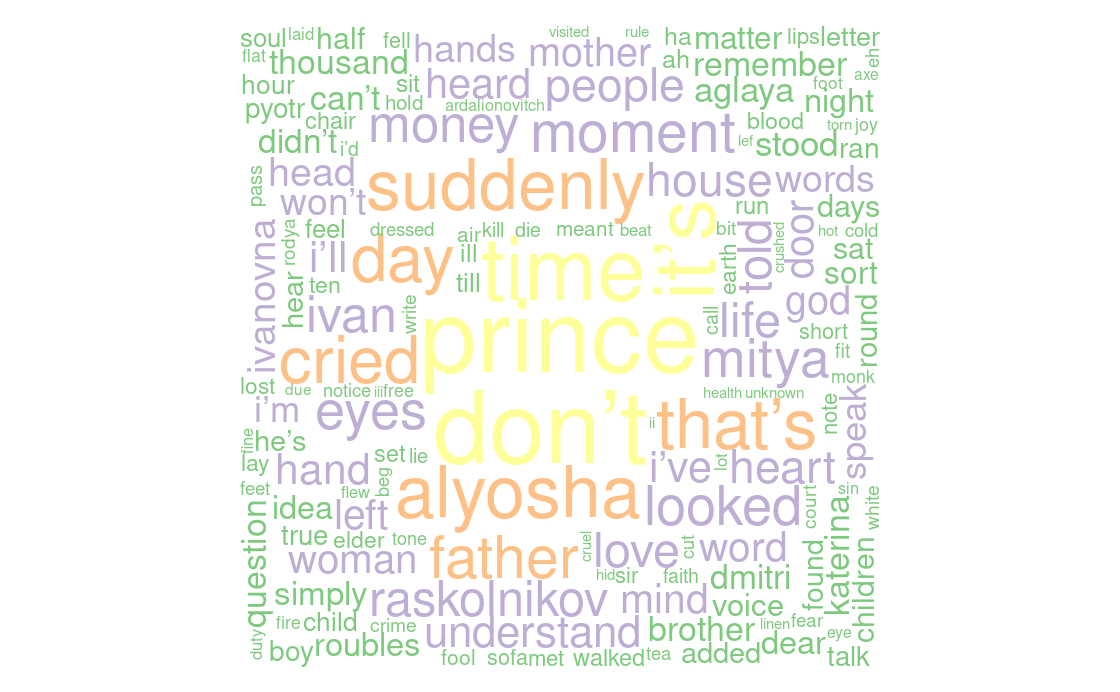 soul laid half fell hands mother visited rule ha matter lips letter
flat thousand heard people ah remember eh
hour can't sit hold ardalionovitch aglaya foot axe night
pyotr chair money moment blood torn joy
didn't i'd lef stood ran
pass head suddenly house words
won't it's run door days
ivanovna rodya feel dressed air kill die meant beat bit told crushed hot cold
i'll day ill time earth sat
hear ten till sort
ivan write prince call life god round
cried short
mitya fit
lost due notice iii free health unknown monk
i'm eyes don't ii that's note speak
fine he's
lay hand set lie i've lot heart
feet flew beg alyosha looked court sin white
question idea left
true elder tone father cruel love cut word katerina
woman hid sir faith dmitri found children
simply raskolnikov mind voice
duty fire child crime understand brother linen fear eye
boy roubles fool sofa met walked tea added dear talk